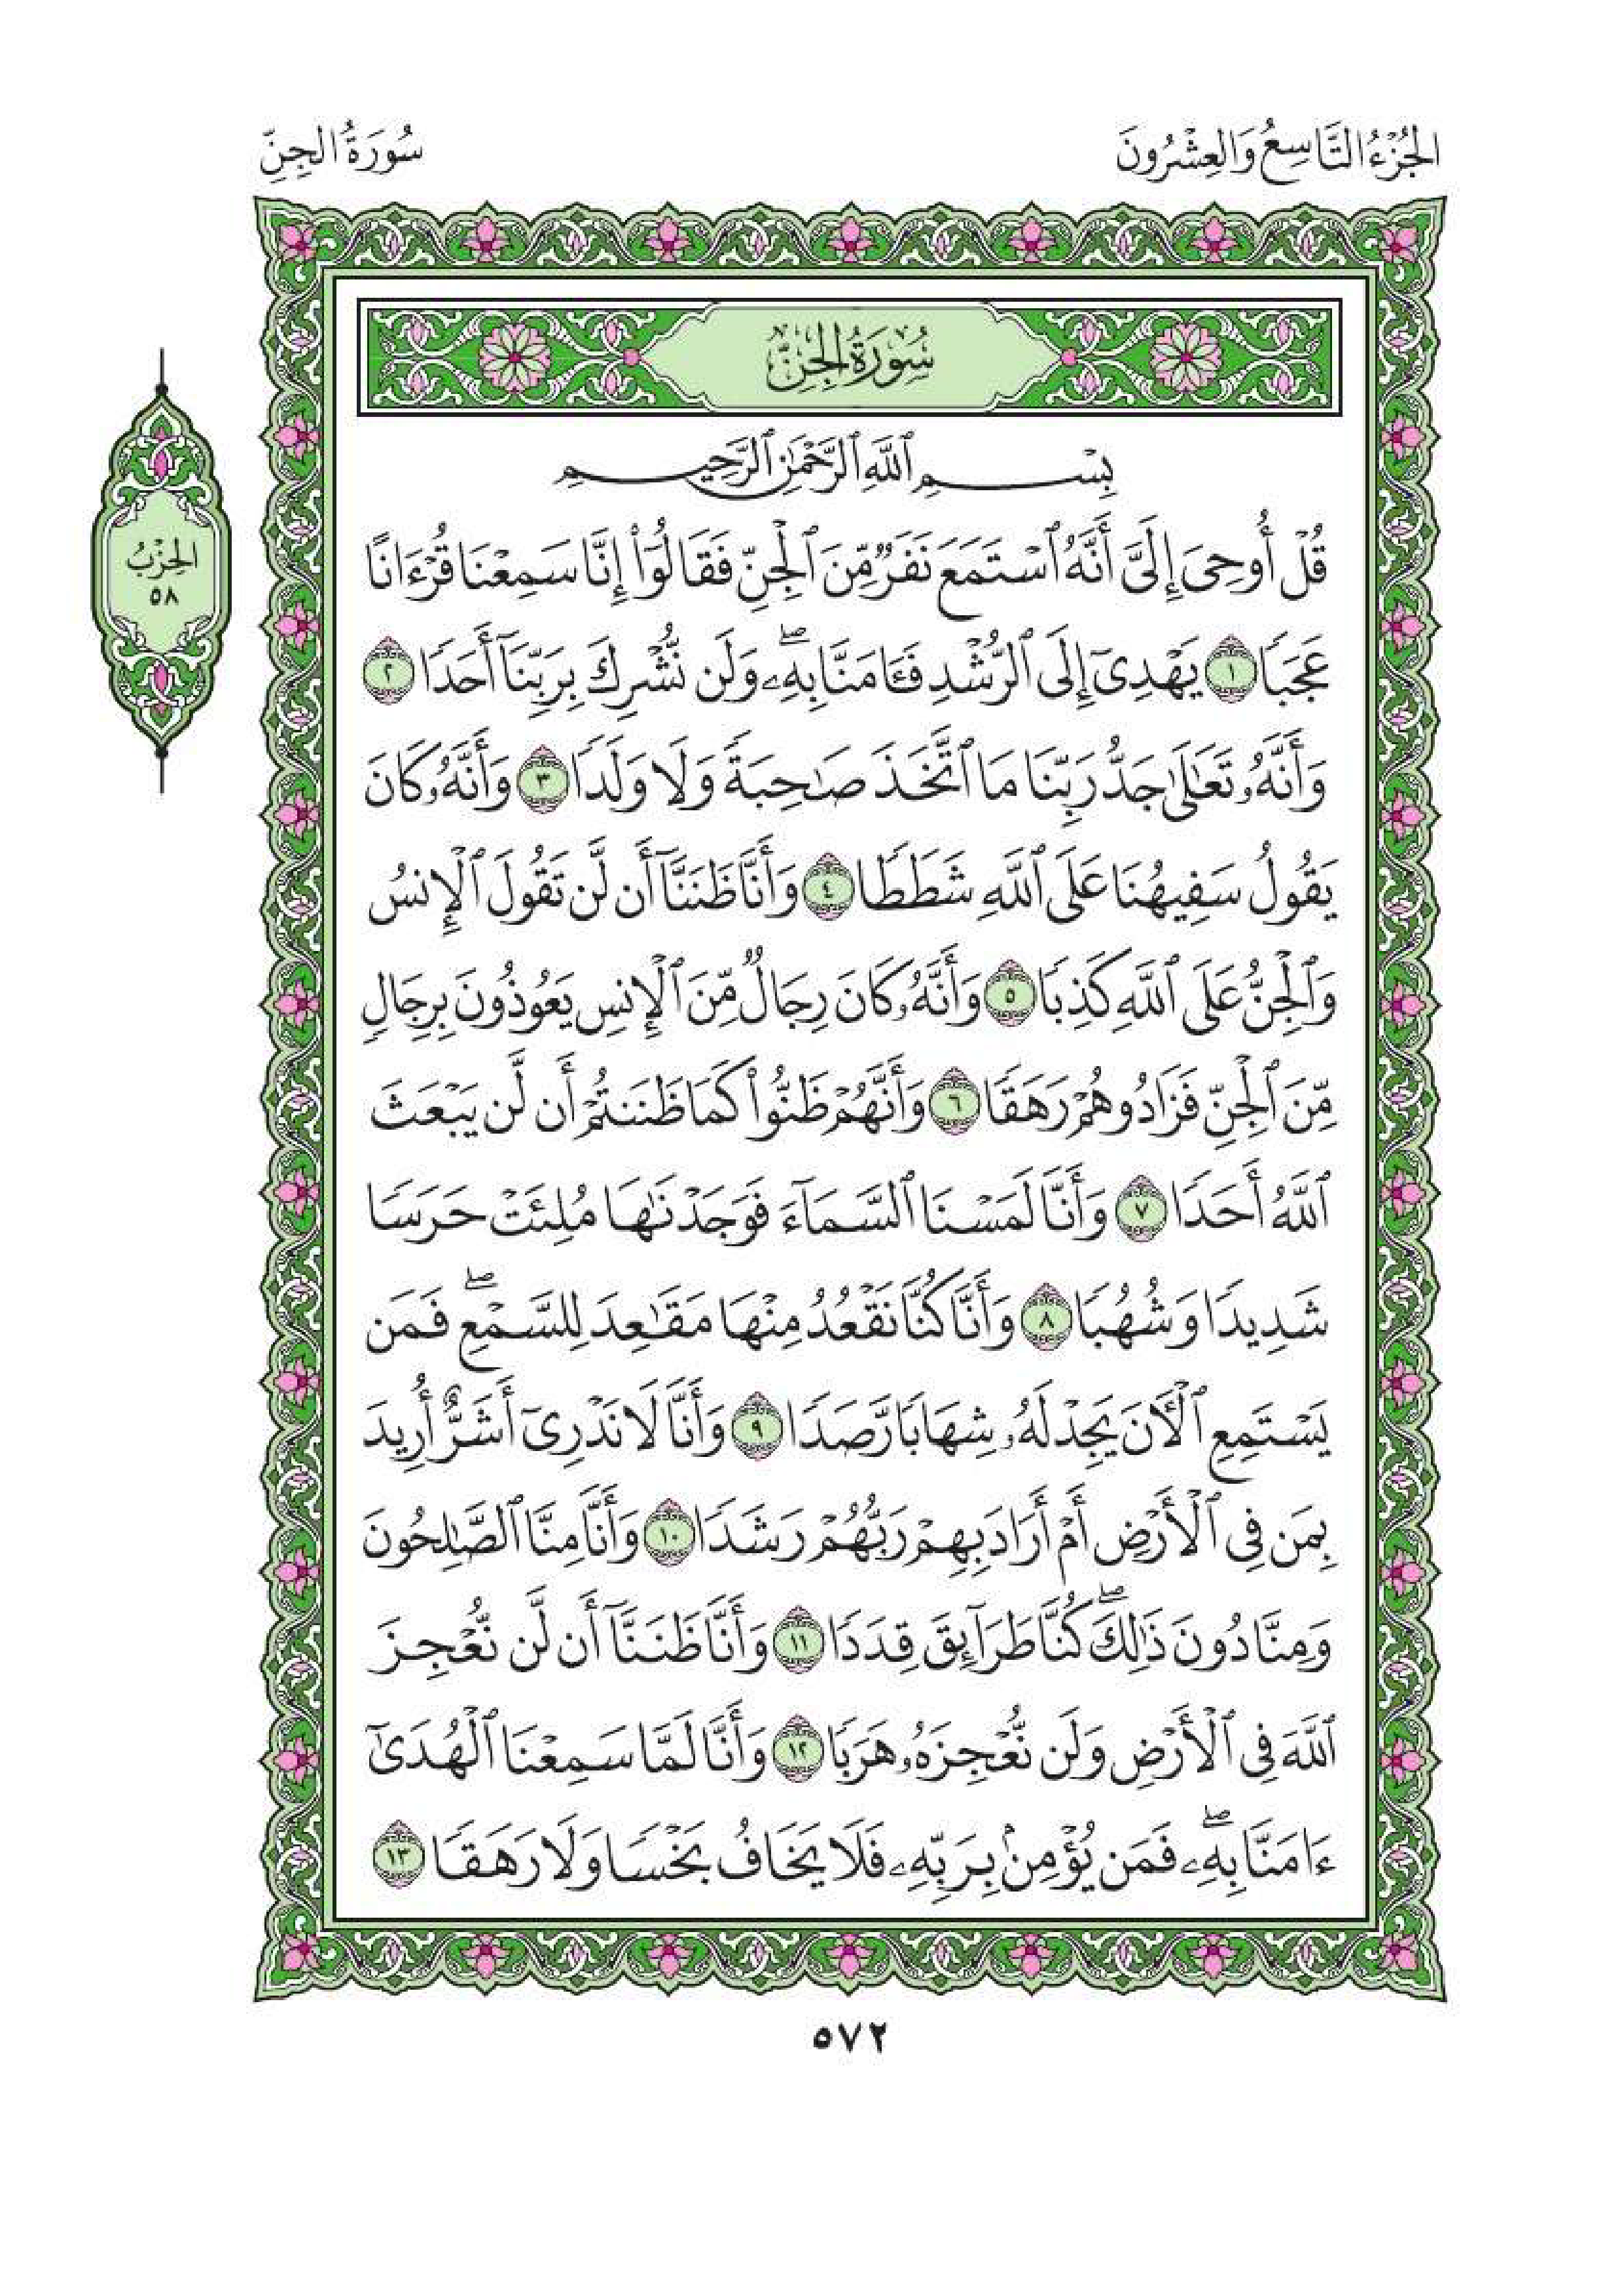 الجُزْءُ التَّاسِعُ وَالعِشْرُونَ
سُورَةُ الجِنِّ
سُورَةُ الجِنِّ
بِسْمِ ٱللَّهِ ٱلرَّحْمَٰنِ ٱلرَّحِيمِ
قُلْ أُوحِىَ إِلَىَّ أَنَّهُ ٱسْتَمَعَ نَفَرٌ مِّنَ ٱلْجِنِّ فَقَالُوٓا۟ إِنَّا سَمِعْنَا قُرْءَانًا
عَجَبًا ١ يَهْدِىٓ إِلَى ٱلرُّشْدِ فَـَٔامَنَّا بِهِۦ ۖ وَلَن نُّشْرِكَ بِرَبِّنَآ أَحَدًا ٢
وَأَنَّهُۥ تَعَٰلَىٰ جَدُّ رَبِّنَا مَا ٱتَّخَذَ صَٰحِبَةً وَلَا وَلَدًا ٣ وَأَنَّهُۥ كَانَ
يَقُولُ سَفِيهُنَا عَلَى ٱللَّهِ شَطَطًا ٤ وَأَنَّا ظَنَنَّآ أَن لَّن تَقُولَ ٱلْإِنسُ
وَٱلْجِنُّ عَلَى ٱللَّهِ كَذِبًا ٥ وَأَنَّهُۥ كَانَ رِجَالٌ مِّنَ ٱلْإِنسِ يَعُوذُونَ بِرِجَالٍ
مِّنَ ٱلْجِنِّ فَزَادُوهُمْ رَهَقًا ٦ وَأَنَّهُمْ ظَنُّوا۟ كَمَا ظَنَنتُمْ أَن لَّن يَبْعَثَ
ٱللَّهُ أَحَدًا ٧ وَأَنَّا لَمَسْنَا ٱلسَّمَآءَ فَوَجَدْنَٰهَا مُلِئَتْ حَرَسًا
شَدِيدًا وَشُهُبًا ٨ وَأَنَّا كُنَّا نَقْعُدُ مِنْهَا مَقَٰعِدَ لِلسَّمْعِ ۖ فَمَن
يَسْتَمِعِ ٱلْـَٔانَ يَجِدْ لَهُۥ شِهَابًا رَّصَدًا ٩ وَأَنَّا لَا نَدْرِىٓ أَشَرٌّ أُرِيدَ
بِمَن فِى ٱلْأَرْضِ أَمْ أَرَادَ بِهِمْ رَبُّهُمْ رَشَدًا ١٠ وَأَنَّا مِنَّا ٱلصَّٰلِحُونَ
وَمِنَّا دُونَ ذَٰلِكَ ۖ كُنَّا طَرَآئِقَ قِدَدًا ١١ وَأَنَّا ظَنَنَّآ أَن لَّن نُّعْجِزَ
ٱللَّهَ فِى ٱلْأَرْضِ وَلَن نُّعْجِزَهُۥ هَرَبًا ١٢ وَأَنَّا لَمَّا سَمِعْنَا ٱلْهُدَىٰٓ
ءَامَنَّا بِهِۦ ۖ فَمَن يُؤْمِنۢ بِرَبِّهِۦ فَلَا يَخَافُ بَخْسًا وَلَا رَهَقًا ١٣
الحِزْبُ
٥٨
٥٧٢